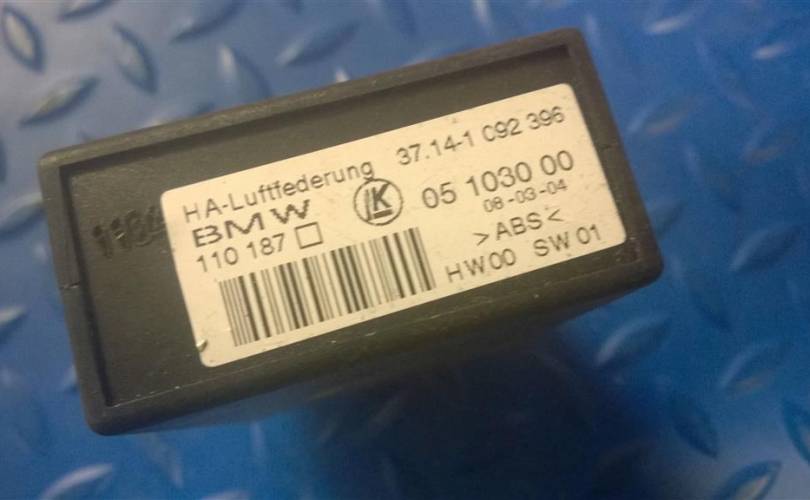 HA-Luftfederung 37.14-1 092 396
BMW LK 05 1030 00
08-03-04
110 187 >ABS<
HW00 SW01